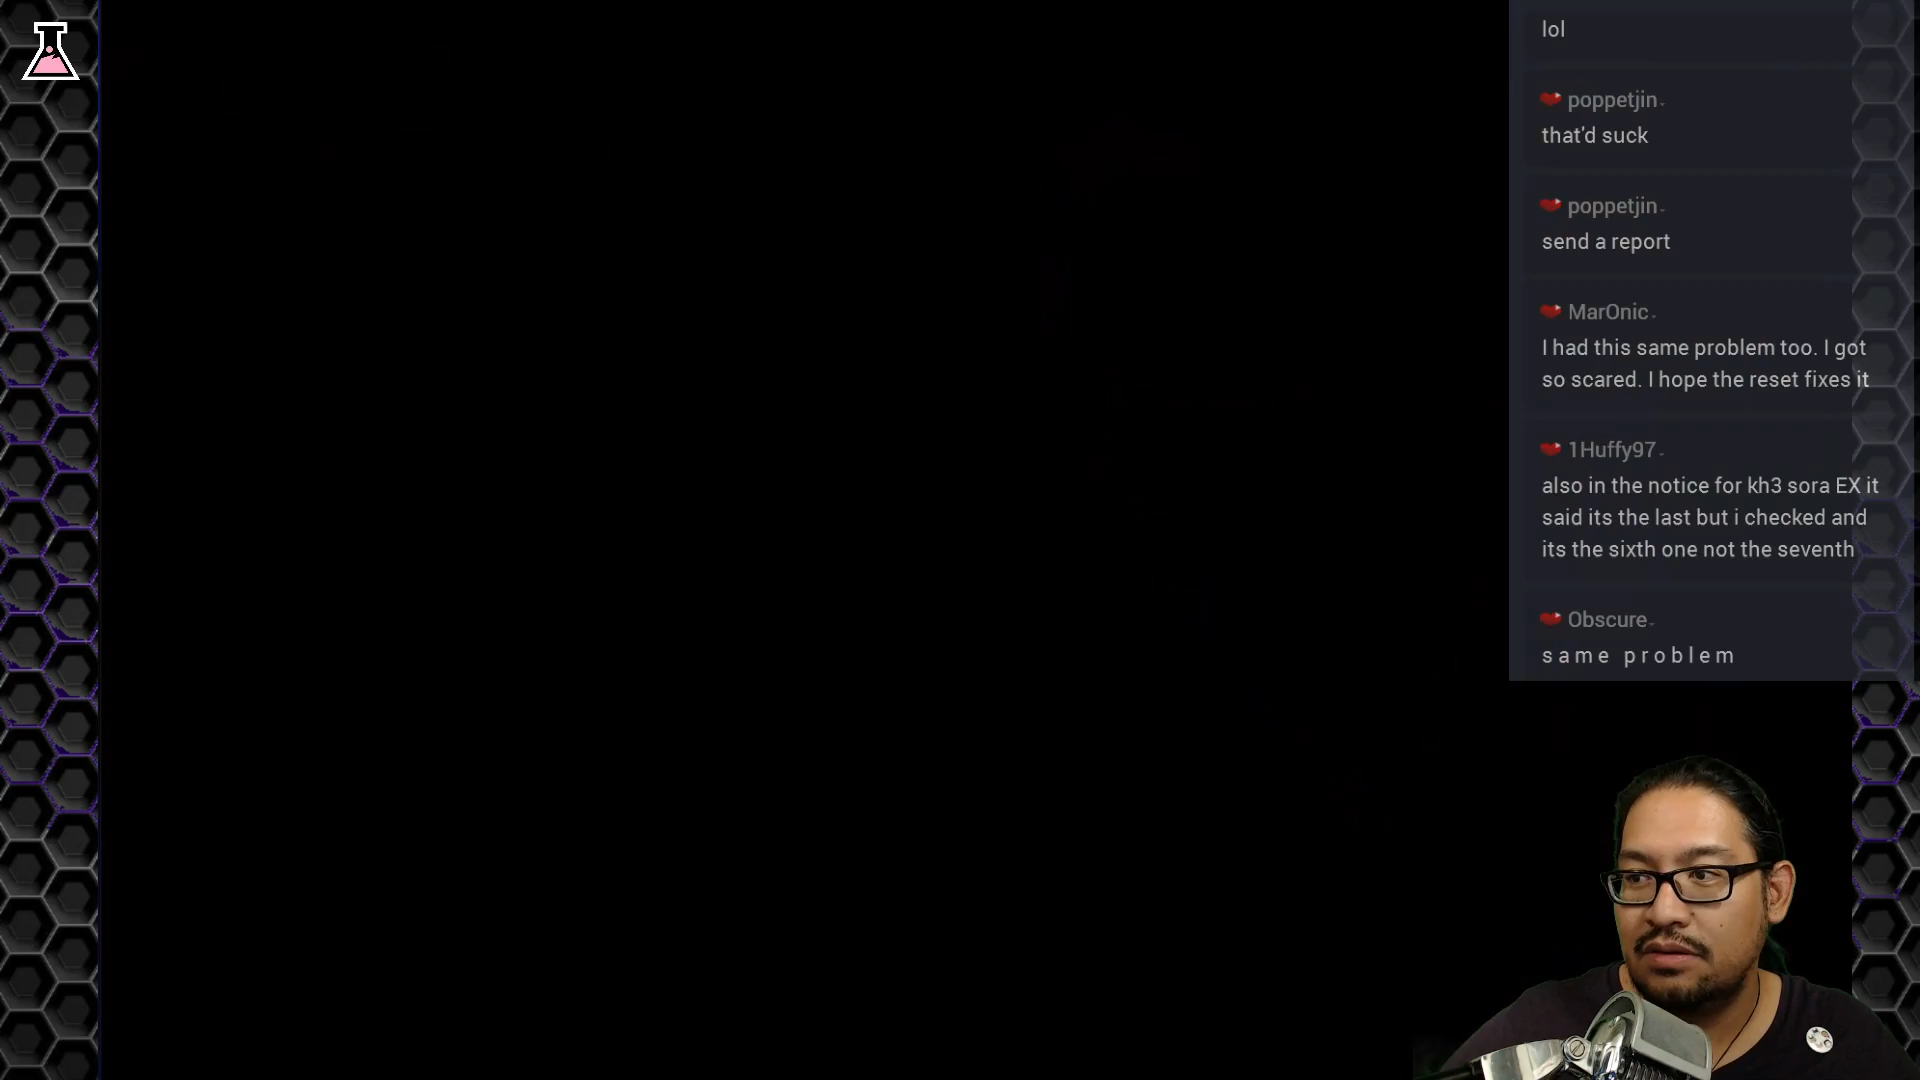 lol
poppetjin
that'd suck
poppetjin
send a report
MarOnic
I had this same problem too. I got
so scared. I hope the reset fixes it
1Huffy97
also in the notice for kh3 sora EX it
said its the last but i checked and
its the sixth one not the seventh
Obscure
s a m e p r o b l e m